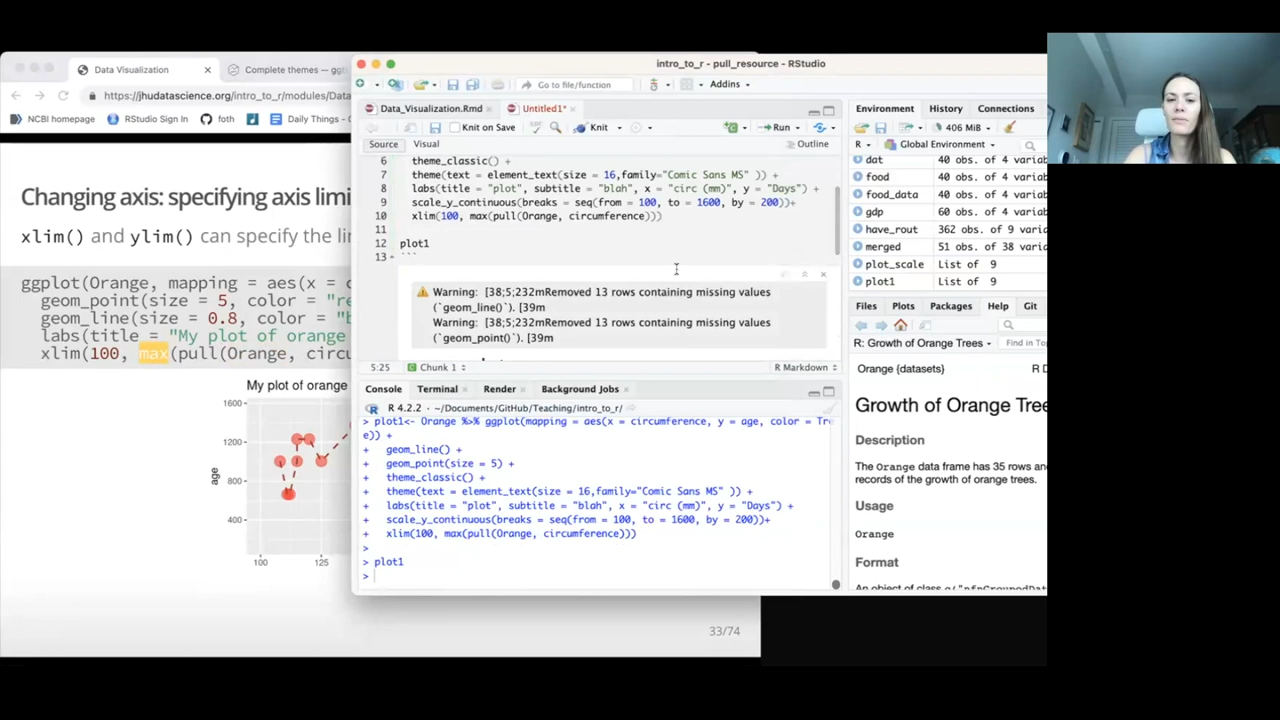 Data Visualization
Complete themes — gg
https://jhudatascience.org/intro_to_r/modules/Data
NCBI homepage
RStudio Sign In
foth
Daily Things -
Changing axis: specifying axis limi
xlim() and ylim() can specify the li
ggplot(Orange, mapping = aes(x = c
geom_point(size = 5, color = "re
geom_line(size = 0.8, color = "b
labs(title = "My plot of orange
xlim(100, max(pull(Orange, circu
My plot of orange
1600
1200
800
400
age
100
125
33/74
intro_to_r - pull_resource - RStudio
Go to file/function
Addins
Data_Visualization.Rmd
Untitled1*
Knit on Save
Knit
Run
Source
Visual
Outline
6 theme_classic() +
7 theme(text = element_text(size = 16,family="Comic Sans MS" )) +
8 labs(title = "plot", subtitle = "blah", x = "circ (mm)", y = "Days") +
9 scale_y_continuous(breaks = seq(from = 100, to = 1600, by = 200))+
10 xlim(100, max(pull(Orange, circumference)))
11
12 plot1
13 ```
Warning: [38;5;232mRemoved 13 rows containing missing values
(`geom_line()`). [39m
Warning: [38;5;232mRemoved 13 rows containing missing values
(`geom_point()`). [39m
5:25
Chunk 1
R Markdown
Console
Terminal
Render
Background Jobs
R 4.2.2 · ~/Documents/GitHub/Teaching/intro_to_r/
> plot1<- Orange %>% ggplot(mapping = aes(x = circumference, y = age, color = Tre
e)) +
+ geom_line() +
+ geom_point(size = 5) +
+ theme_classic() +
+ theme(text = element_text(size = 16,family="Comic Sans MS" )) +
+ labs(title = "plot", subtitle = "blah", x = "circ (mm)", y = "Days") +
+ scale_y_continuous(breaks = seq(from = 100, to = 1600, by = 200))+
+ xlim(100, max(pull(Orange, circumference)))
>
> plot1
>
Environment
History
Connections
406 MiB
R
Global Environment
dat 40 obs. of 4 variab
food 40 obs. of 4 variab
food_data 40 obs. of 4 variab
gdp 60 obs. of 4 variab
have_rout 362 obs. of 9 varia
merged 51 obs. of 38 varia
plot_scale List of 9
plot1 List of 9
Files
Plots
Packages
Help
Git
R: Growth of Orange Trees
Find in Top
Orange {datasets}
R D
Growth of Orange Tree
Description
The Orange data frame has 35 rows and
records of the growth of orange trees.
Usage
Orange
Format